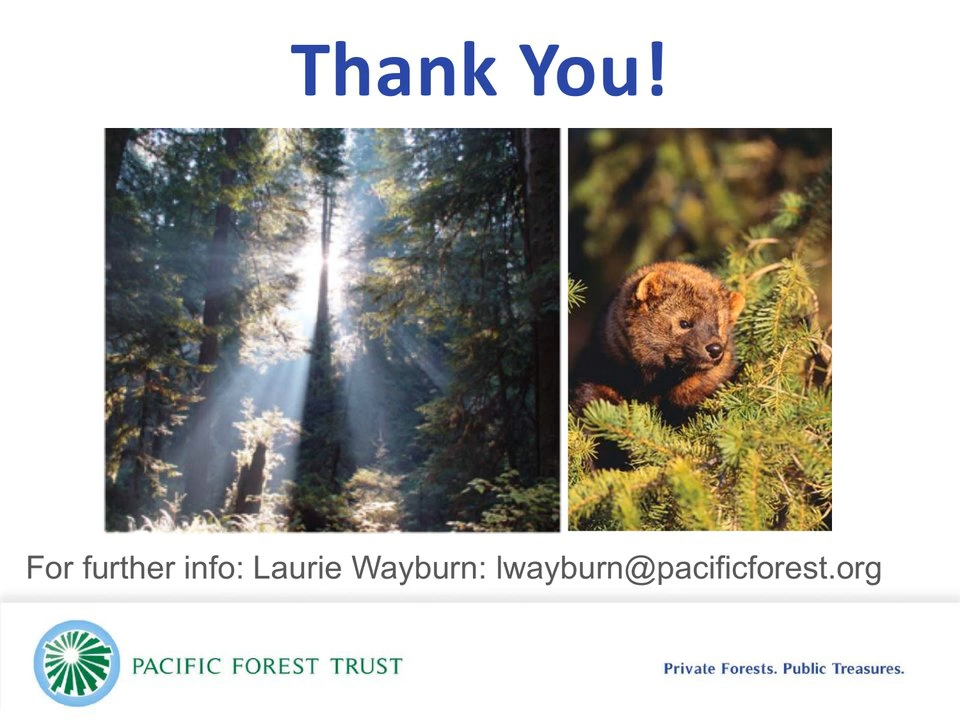 Thank You!
For further info: Laurie Wayburn: lwayburn@pacificforest.org
PACIFIC FOREST TRUST
Private Forests. Public Treasures.